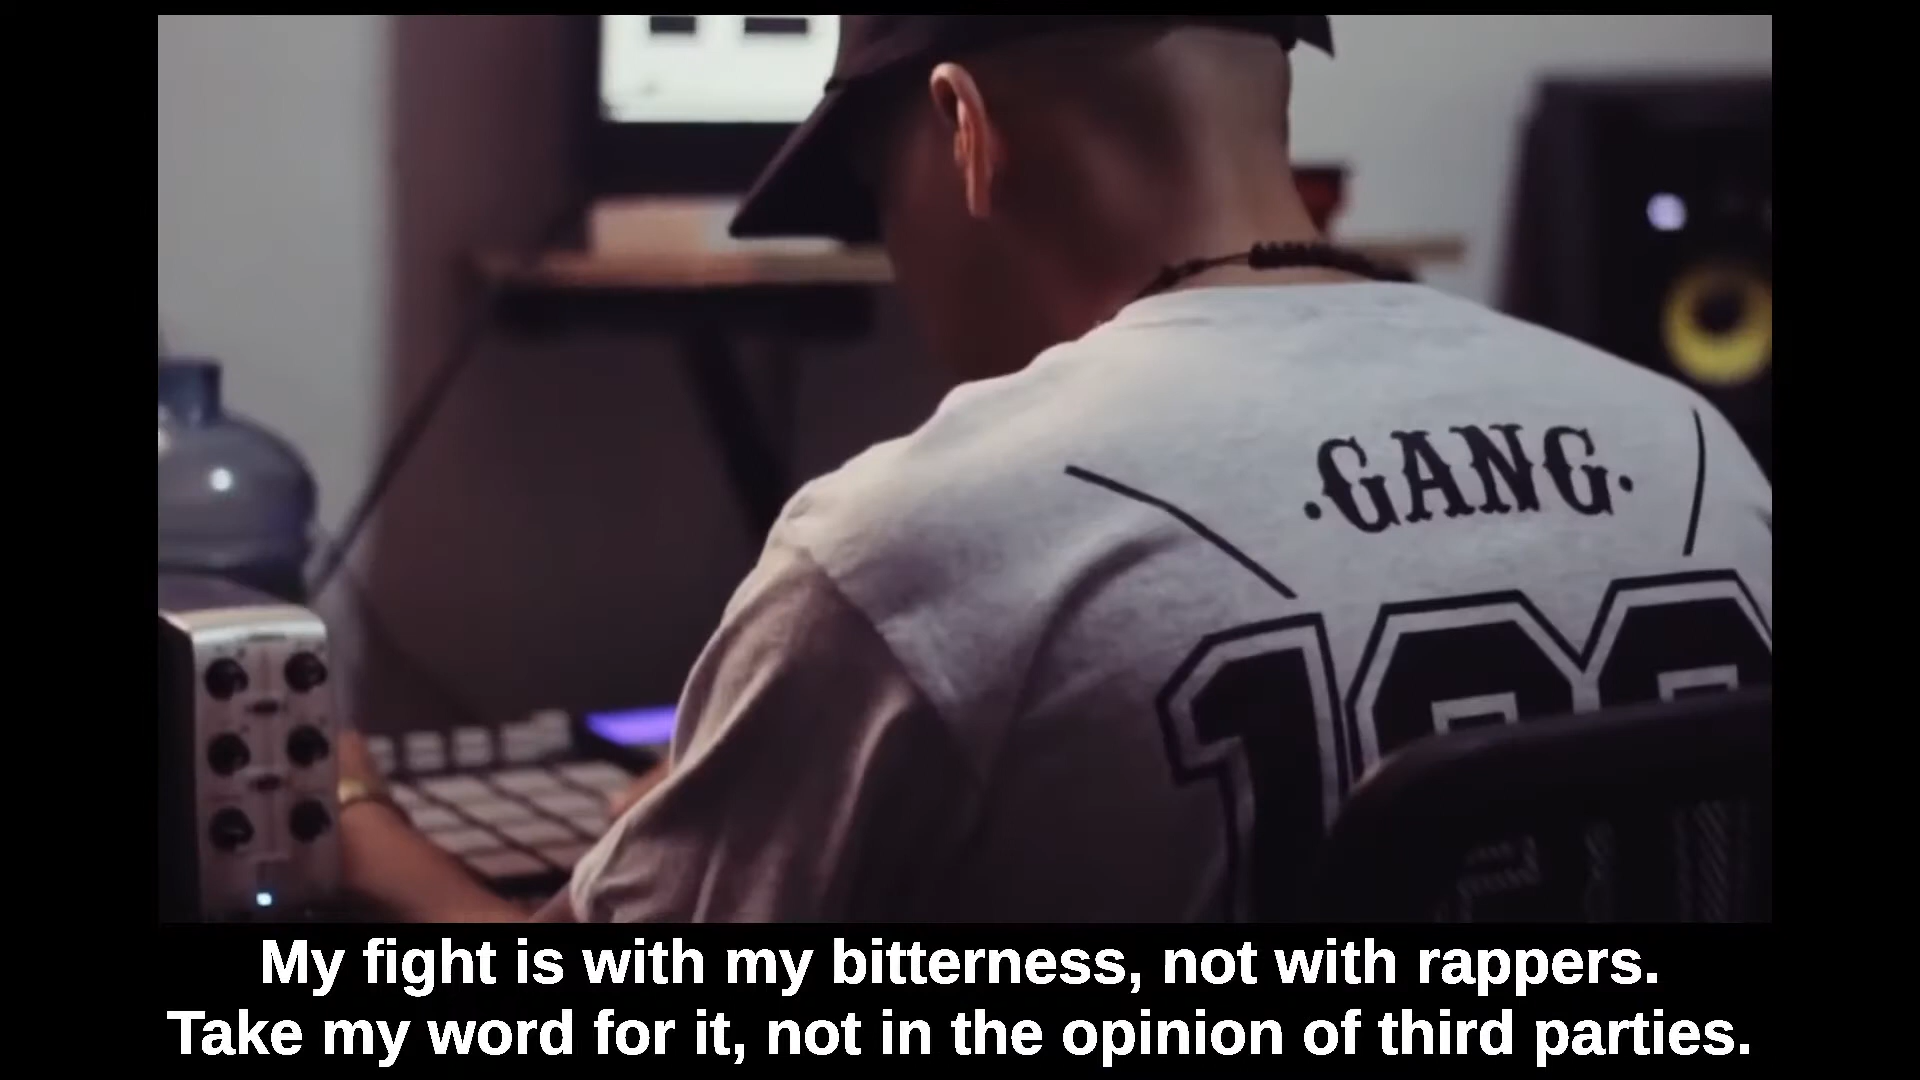 ·GANG·
100
My fight is with my bitterness, not with rappers.
Take my word for it, not in the opinion of third parties.